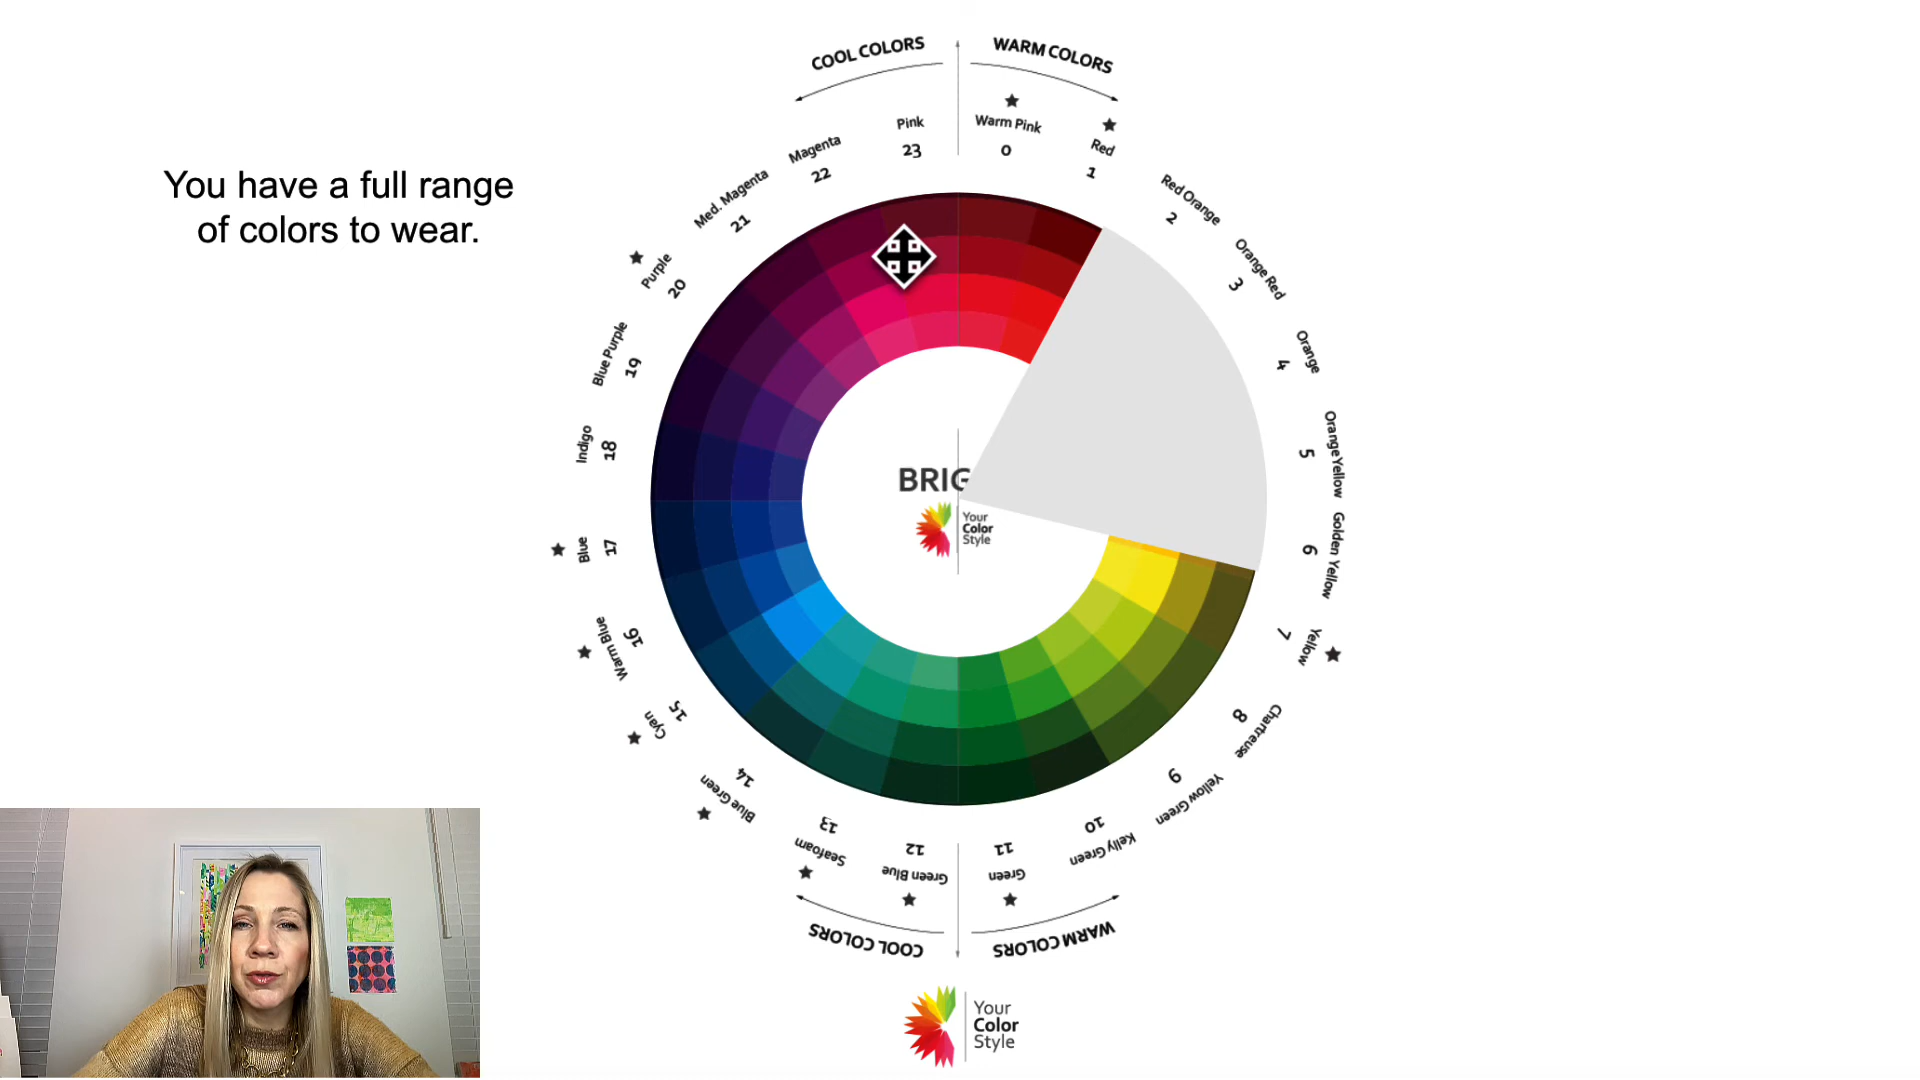 COOL COLORS
WARM COLORS
You have a full range
of colors to wear.
Warm Pink
0
Red
1
Red Orange
2
Orange Red
3
Orange
4
Orange Yellow
5
Golden Yellow
6
Yellow
7
Chartreuse
8
Yellow Green
9
Kelly Green
10
Green
11
Green Blue
12
Seafoam
13
Blue Green
14
Cyan
15
Warm Blue
16
Blue
17
Indigo
18
Blue Purple
19
Purple
20
Med. Magenta
21
Magenta
22
Pink
23
BRIG
Your
Color
Style
COOL COLORS
WARM COLORS
Your
Color
Style